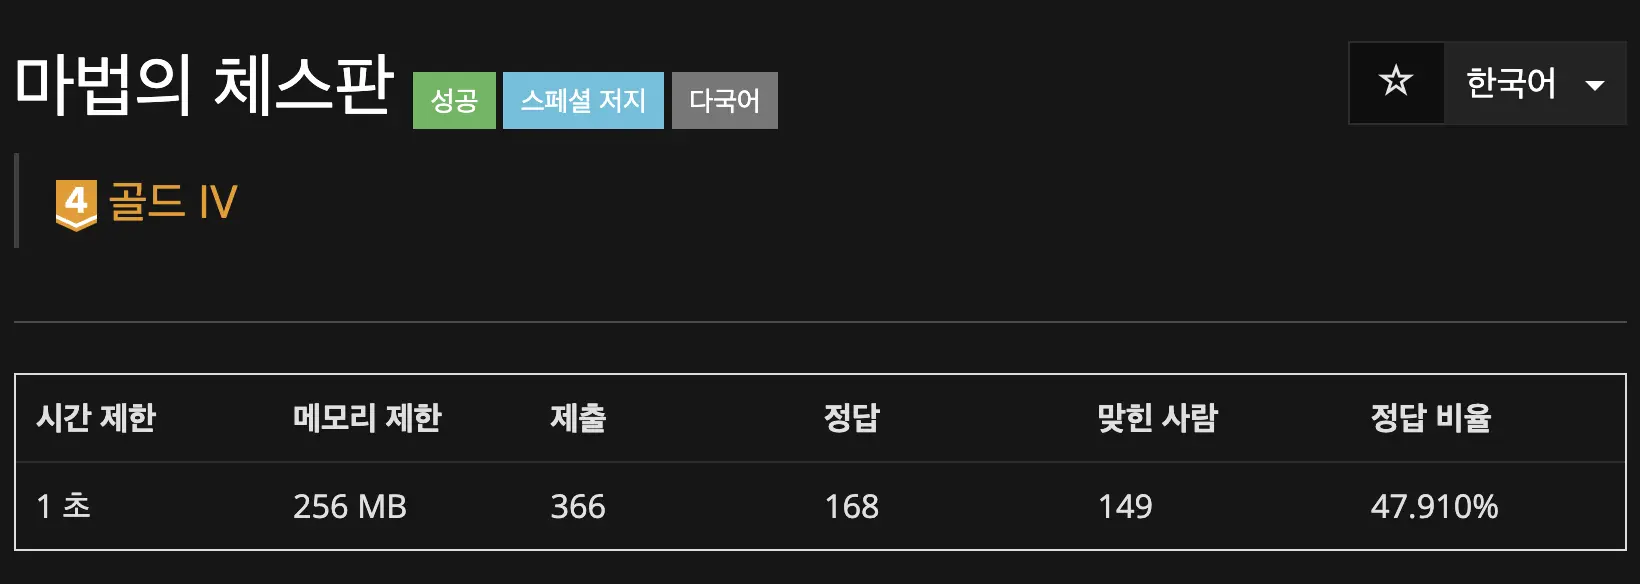 마법의 체스판 성공 스페셜 저지 다국어 ☆ 한국어
4 골드 IV
시간 제한 메모리 제한 제출 정답 맞힌 사람 정답 비율
1 초 256 MB 366 168 149 47.910%